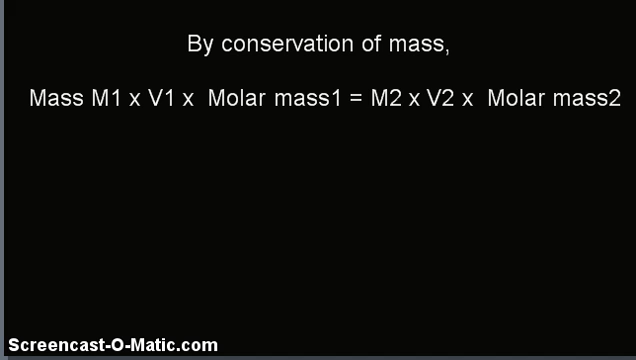 By conservation of mass,
Mass M1 x V1 x Molar mass1 = M2 x V2 x Molar mass2
Screencast-O-Matic.com